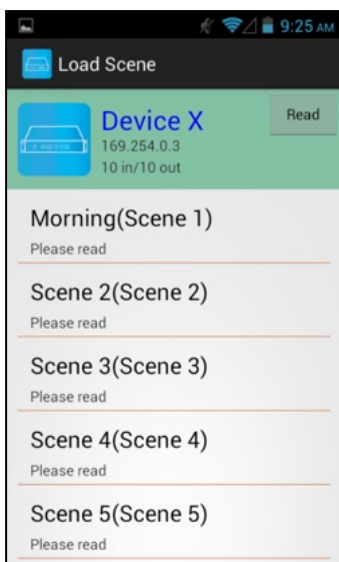 9:25 AM
Load Scene
Device X
Read
169.254.0.3
10 in/10 out
Morning(Scene 1)
Please read
Scene 2(Scene 2)
Please read
Scene 3(Scene 3)
Please read
Scene 4(Scene 4)
Please read
Scene 5(Scene 5)
Please read